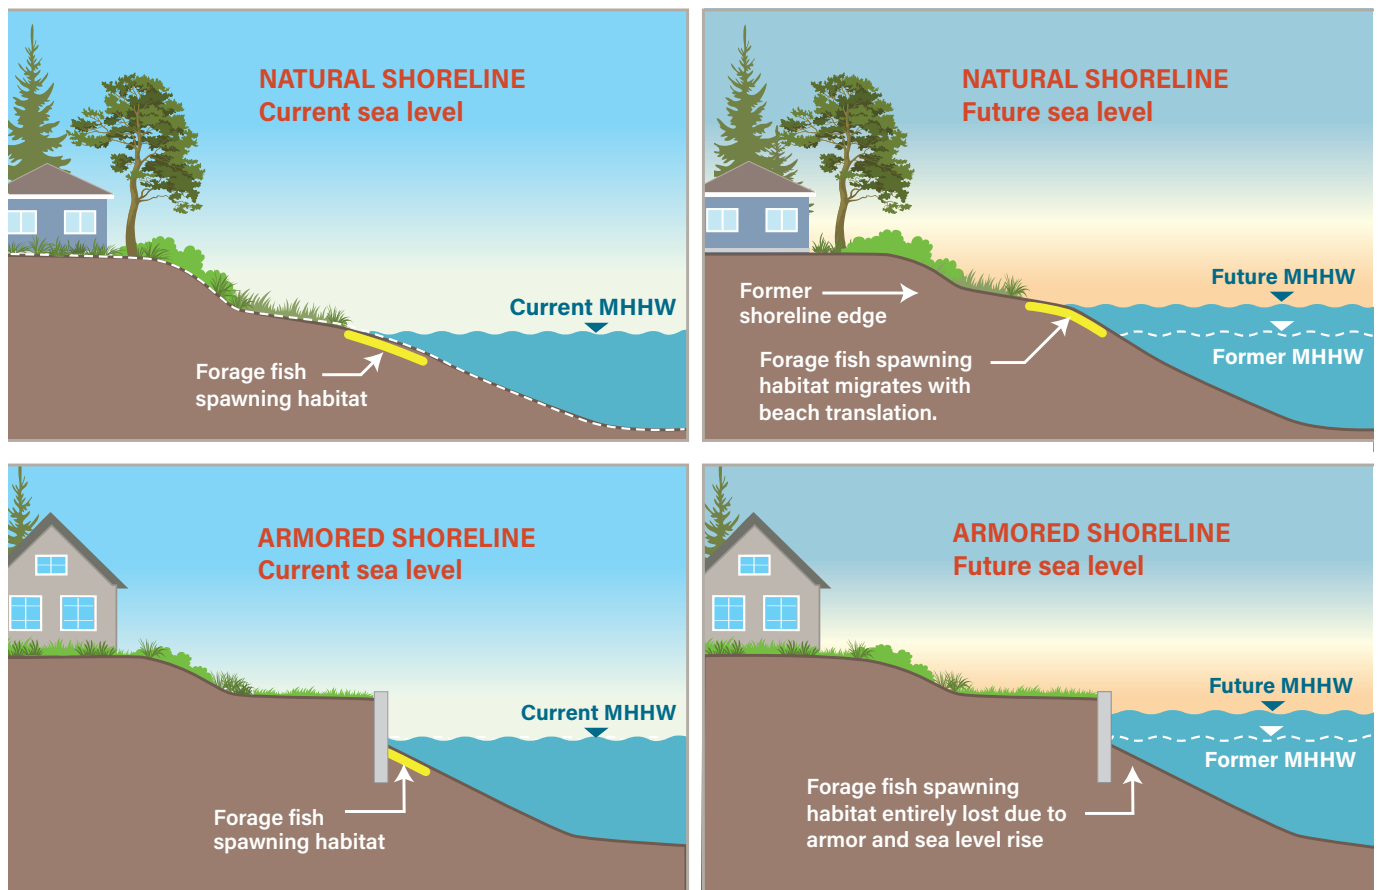 NATURAL SHORELINE
Current sea level
Current MHHW
Forage fish
spawning habitat
NATURAL SHORELINE
Future sea level
Future MHHW
Former
shoreline edge
Former MHHW
Forage fish spawning
habitat migrates with
beach translation.
ARMORED SHORELINE
Current sea level
Current MHHW
Forage fish
spawning habitat
ARMORED SHORELINE
Future sea level
Future MHHW
Former MHHW
Forage fish spawning
habitat entirely lost due to
armor and sea level rise